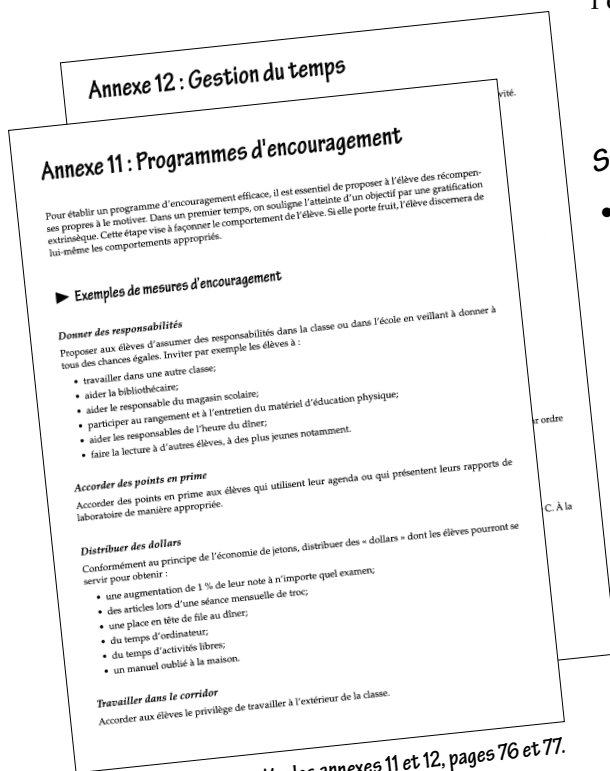 Annexe 12 : Gestion du temps
vité.
Annexe 11 : Programmes d'encouragement
Pour établir un programme d'encouragement efficace, il est essentiel de proposer à l'élève des récompen-
ses propres à le motiver. Dans un premier temps, on souligne l'atteinte d'un objectif par une gratification
extrinsèque. Cette étape vise à façonner le comportement de l'élève. Si elle porte fruit, l'élève discernera de
lui-même les comportements appropriés.
► Exemples de mesures d'encouragement
Donner des responsabilités
Proposer aux élèves d'assumer des responsabilités dans la classe ou dans l'école en veillant à donner à
tous des chances égales. Inviter par exemple les élèves à :
• travailler dans une autre classe;
• aider la bibliothécaire;
• aider le responsable du magasin scolaire;
• participer au rangement et à l'entretien du matériel d'éducation physique;
• aider les responsables de l'heure du dîner;
• faire la lecture à d'autres élèves, à des plus jeunes notamment.
Accorder des points en prime
Accorder des points en prime aux élèves qui utilisent leur agenda ou qui présentent leurs rapports de
laboratoire de manière appropriée.
Distribuer des dollars
Conformément au principe de l'économie de jetons, distribuer des « dollars » dont les élèves pourront se
servir pour obtenir :
• une augmentation de 1 % de leur note à n'importe quel examen;
• des articles lors d'une séance mensuelle de troc;
• une place en tête de file au dîner;
• du temps d'ordinateur;
• du temps d'activités libres;
• un manuel oublié à la maison.
Travailler dans le corridor
Accorder aux élèves le privilège de travailler à l'extérieur de la classe.
ordre
C. À la
S
•
annexes 11 et 12, pages 76 et 77.